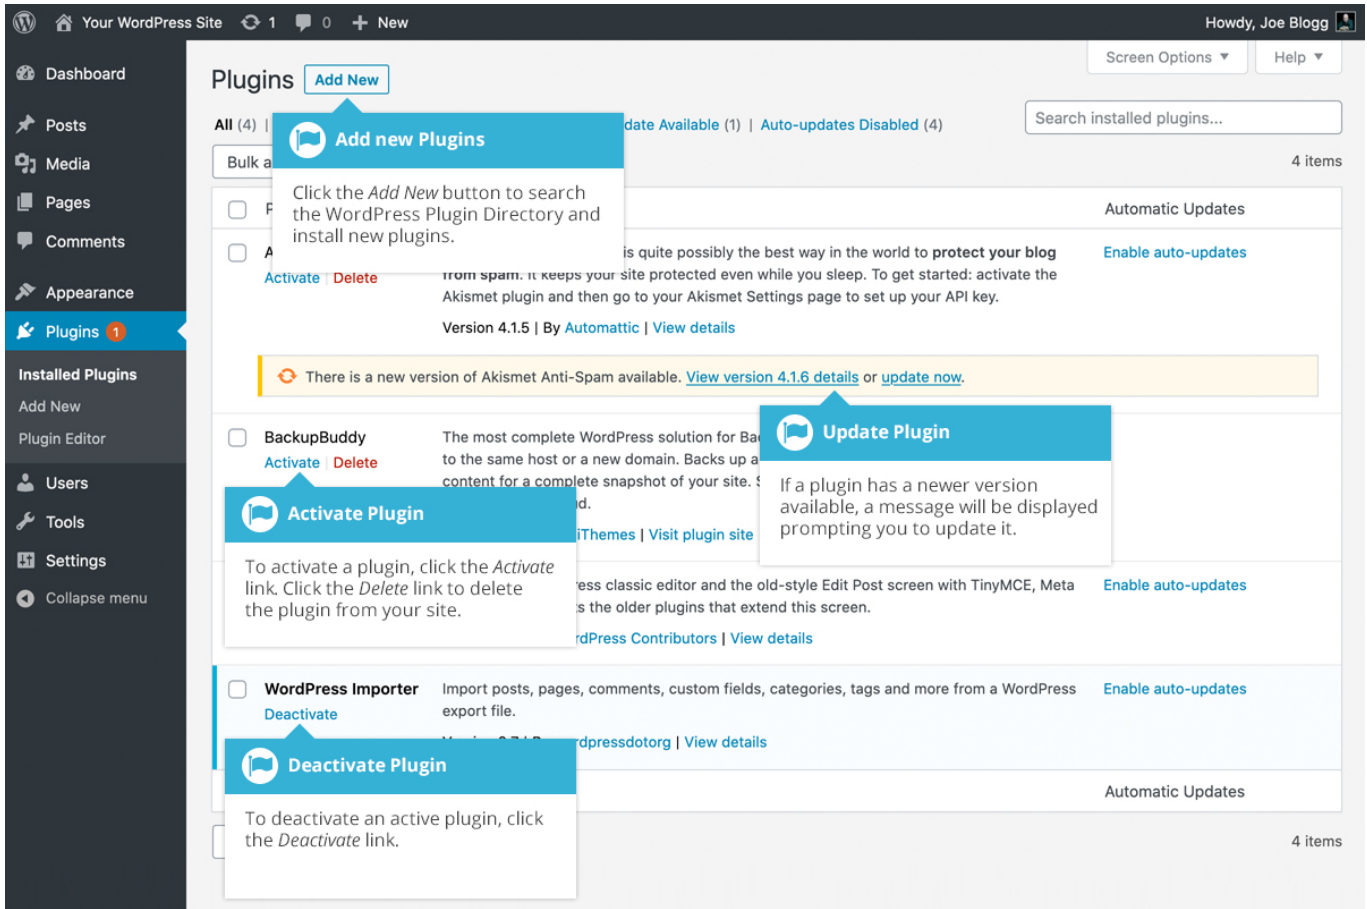 Your WordPress Site 1 0 New Howdy, Joe Blogg
Screen Options ▼ Help ▼
Dashboard
Posts
Media
Pages
Comments
Appearance
Plugins 1
Installed Plugins
Add New
Plugin Editor
Users
Tools
Settings
Collapse menu
Plugins Add New
All (4) | date Available (1) | Auto-updates Disabled (4)
Search installed plugins...
Bulk a
4 items
Add new Plugins
Click the Add New button to search
the WordPress Plugin Directory and
install new plugins.
Automatic Updates
is quite possibly the best way in the world to protect your blog
Enable auto-updates
Activate | Delete
from spam. It keeps your site protected even while you sleep. To get started: activate the
Akismet plugin and then go to your Akismet Settings page to set up your API key.
Version 4.1.5 | By Automattic | View details
There is a new version of Akismet Anti-Spam available. View version 4.1.6 details or update now.
Update Plugin
If a plugin has a newer version
available, a message will be displayed
prompting you to update it.
BackupBuddy
Activate | Delete
The most complete WordPress solution for Ba
to the same host or a new domain. Backs up a
content for a complete snapshot of your site. S
iThemes | Visit plugin site
Activate Plugin
To activate a plugin, click the Activate
link. Click the Delete link to delete
the plugin from your site.
ress classic editor and the old-style Edit Post screen with TinyMCE, Meta
Enable auto-updates
s the older plugins that extend this screen.
rdPress Contributors | View details
WordPress Importer
Deactivate
Import posts, pages, comments, custom fields, categories, tags and more from a WordPress
export file.
Enable auto-updates
rdpressdotorg | View details
Deactivate Plugin
To deactivate an active plugin, click
the Deactivate link.
Automatic Updates
4 items